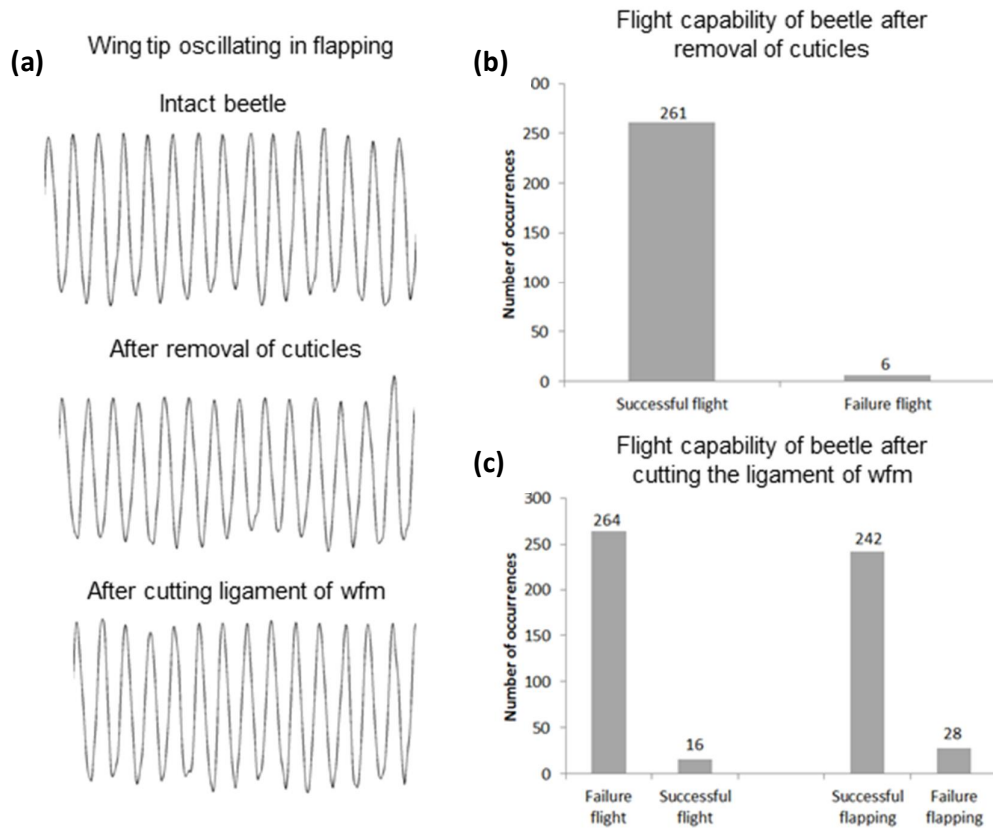 (a)
Wing tip oscillating in flapping
Intact beetle
After removal of cuticles
After cutting ligament of wfm
(b)
Flight capability of beetle after
removal of cuticles
Number of occurrences
00
250
200
150
100
50
0
261
6
Successful flight
Failure flight
(c)
Flight capability of beetle after
cutting the ligament of wfm
Number of occurrences
300
250
200
150
100
50
0
264
16
242
28
Failure
flight
Successful
flight
Successful
flapping
Failure
flapping